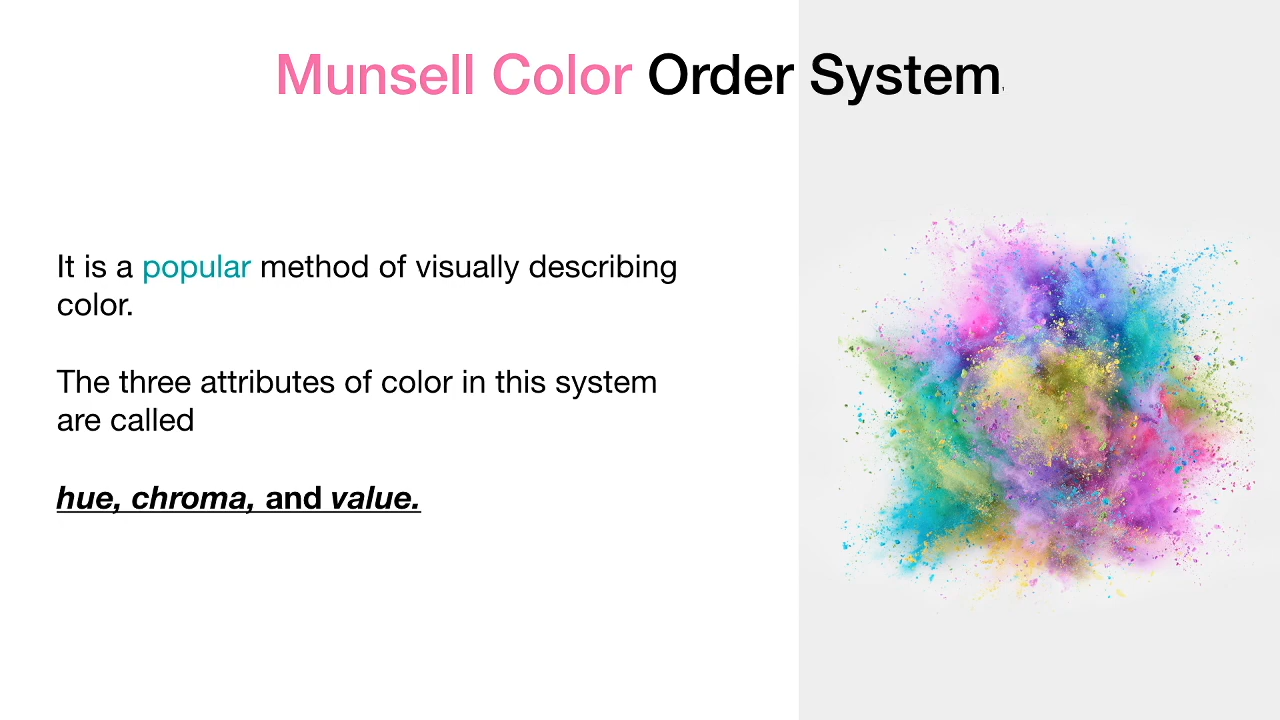 Munsell Color Order System
It is a popular method of visually describing
color.
The three attributes of color in this system
are called
hue, chroma, and value.